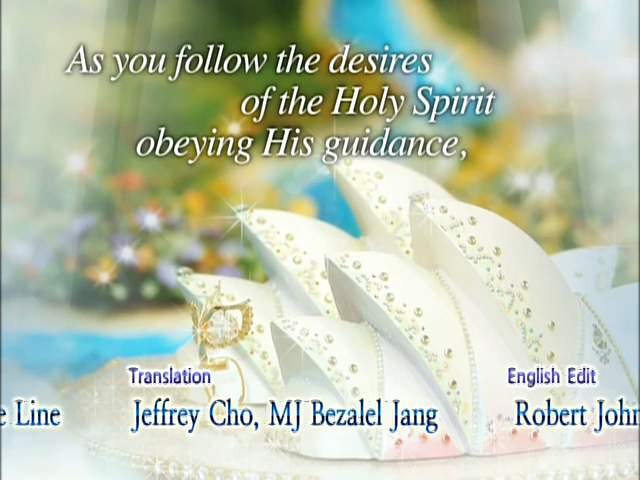 As you follow the desires
of the Holy Spirit
obeying His guidance,
Translation
English Edit
e Line
Jeffrey Cho, MJ Bezalel Jang
Robert John